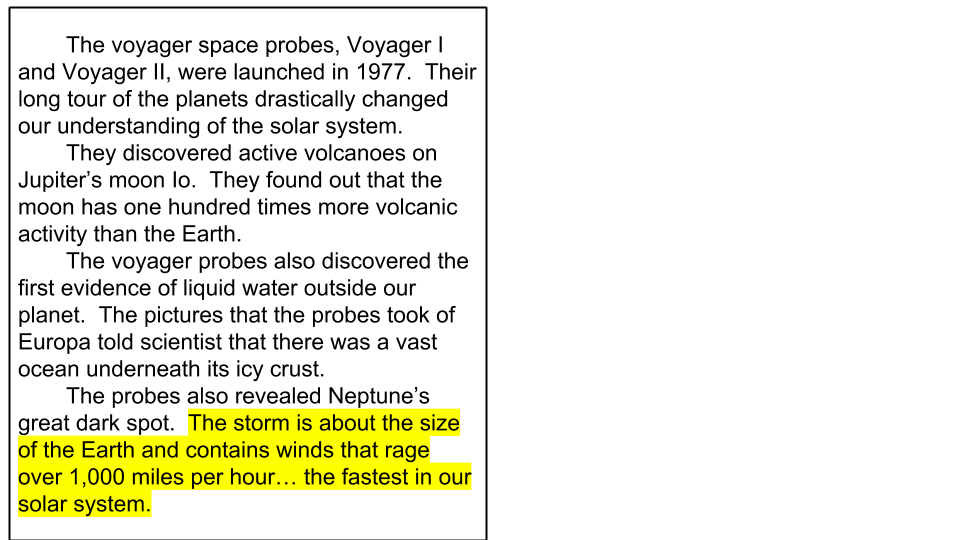 The voyager space probes, Voyager I
and Voyager II, were launched in 1977.  Their
long tour of the planets drastically changed
our understanding of the solar system.
They discovered active volcanoes on
Jupiter’s moon Io.  They found out that the
moon has one hundred times more volcanic
activity than the Earth.
The voyager probes also discovered the
first evidence of liquid water outside our
planet.  The pictures that the probes took of
Europa told scientist that there was a vast
ocean underneath its icy crust.
The probes also revealed Neptune’s
great dark spot.  The storm is about the size
of the Earth and contains winds that rage
over 1,000 miles per hour… the fastest in our
solar system.